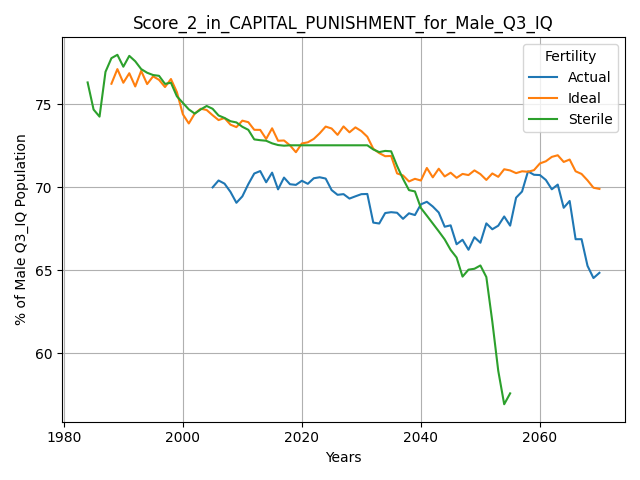 Score_2_in_CAPITAL_PUNISHMENT_for_Male_Q3_IQ
Fertility
Actual
Ideal
Sterile
% of Male Q3_IQ Population
75
70
65
60
1980
2000
2020
2040
2060
Years